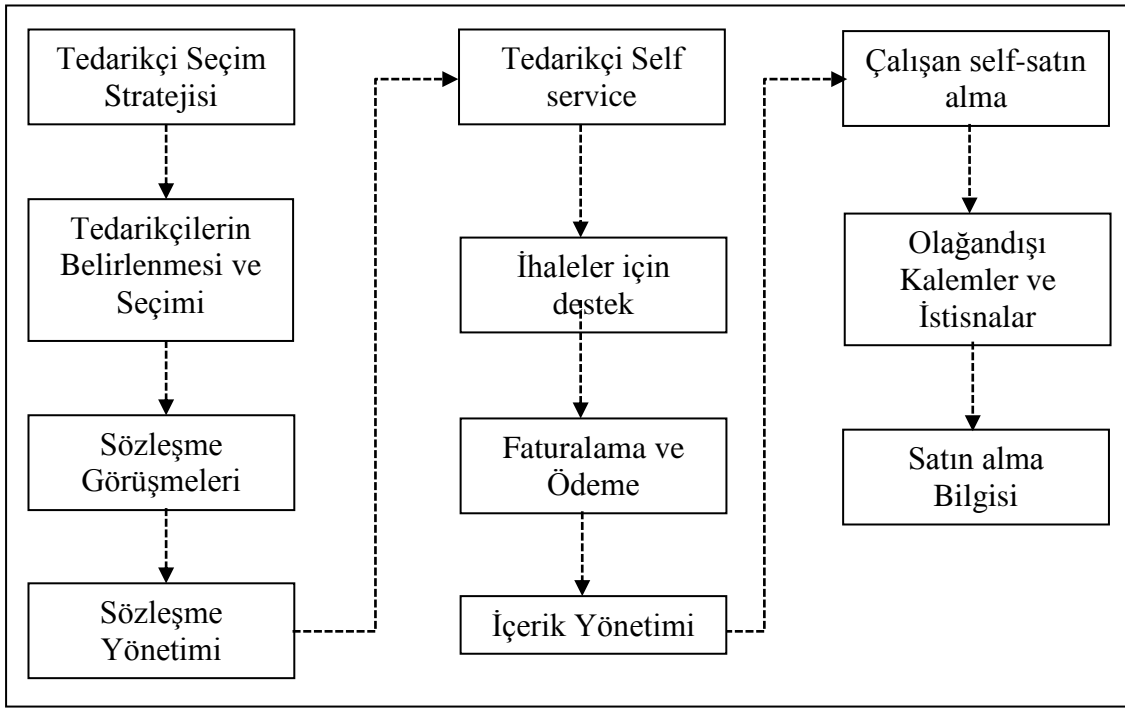 Tedarikçi Seçim
Stratejisi
Tedarikçilerin
Belirlenmesi ve
Seçimi
Sözleşme
Görüşmeleri
Sözleşme
Yönetimi
Tedarikçi Self
service
İhaleler için
destek
Faturalama ve
Ödeme
İçerik Yönetimi
Çalışan self-satın
alma
Olağandışı
Kalemler ve
İstisnalar
Satın alma
Bilgisi